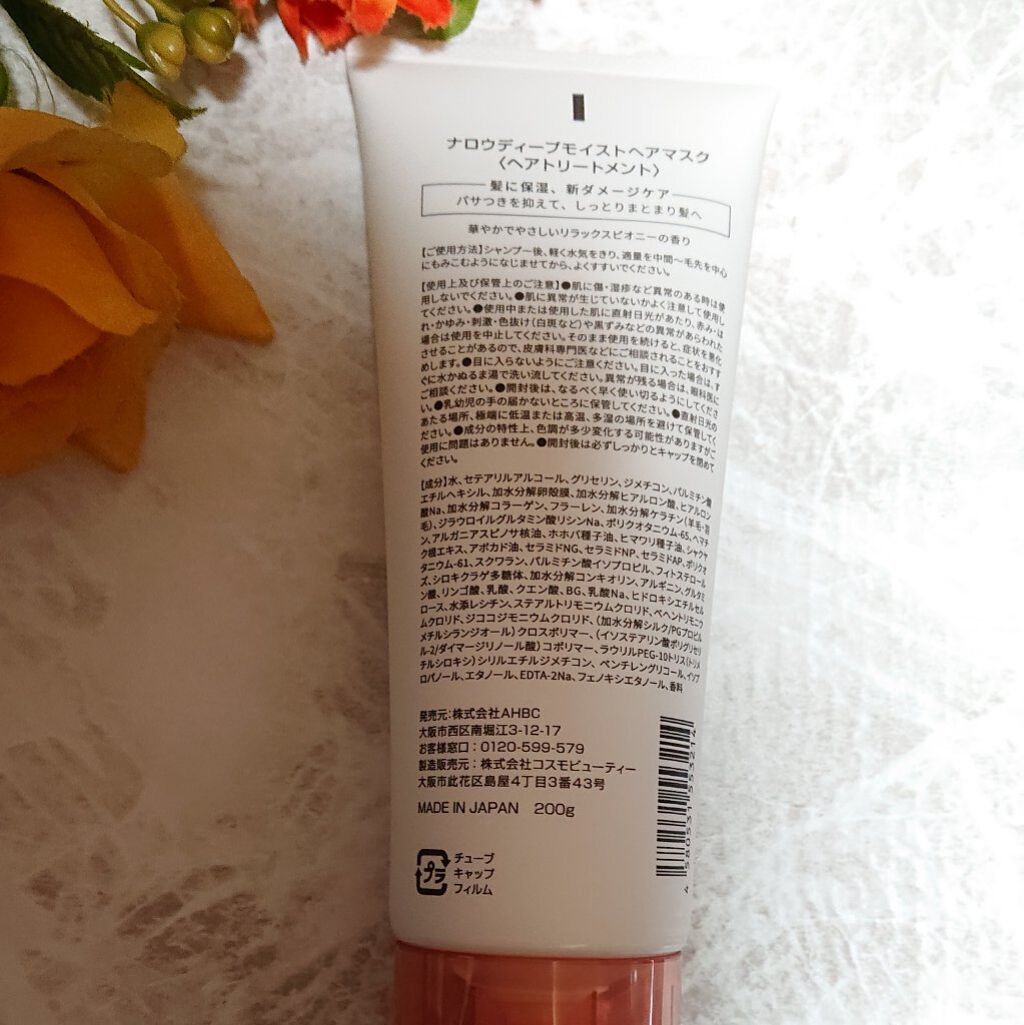 ナロウディープモイストヘアマスク
〈ヘアトリートメント〉
髪に保湿、新ダメージケア
パサつきを抑えて、しっとりまとまり髪へ
華やかでやさしいリラックスピオニーの香り
【ご使用方法】シャンプー後、軽く水気をきり、適量を中間〜毛先を中心
にもみこむようになじませてから、よくすすいでください。
【使用上及び保管上のご注意】●肌に傷・湿疹など異常のある時は使
用しないでください。●肌に異常が生じていないかよく注意して使用し
てください。●使用中または使用した肌に直射日光があたり、赤み・は
れ・かゆみ・刺激・色抜け(白斑など)や黒ずみなどの異常があらわれた
場合は使用を中止してください。そのまま使用を続けると、症状を悪化
させることがあるので、皮膚科専門医などにご相談されることをおすす
めします。●目に入らないようにご注意ください。目に入った場合は、す
ぐに水かぬるま湯で洗い流してください。異常が残る場合は、眼科医に
ご相談ください。●開封後は、なるべく早く使い切るようにしてくださ
い。●乳幼児の手の届かないところに保管してください。●直射日光の
あたる場所、極端に低温または高温、多湿の場所を避けて保管してく
ださい。●成分の特性上、色調が多少変化する可能性がありますがご
使用に問題はありません。●開封後は必ずしっかりとキャップを閉めて
ください。
【成分】水、セテアリルアルコール、グリセリン、ジメチコン、パルミチン酸
エチルヘキシル、加水分解卵殻膜、加水分解ヒアルロン酸、ヒアルロン
酸Na、加水分解コラーゲン、フラーレン、加水分解ケラチン(羊毛・羽
毛)、ジラウロイルグルタミン酸リシンNa、ポリクオタニウム-65、ヘマチ
ン、アルガニアスピノサ核油、ホホバ種子油、ヒマワリ種子油、シャクヤ
ク根エキス、アボカド油、セラミドNG、セラミドNP、セラミドAP、ポリクオ
タニウム-61、スクワラン、パルミチン酸イソプロピル、フィトステロール
ズ、シロキクラゲ多糖体、加水分解コンキオリン、アルギニン、グルタミ
ン酸、リンゴ酸、乳酸、クエン酸、BG、乳酸Na、ヒドロキシエチルセル
ロース、水添レシチン、ステアルトリモニウムクロリド、ベヘントリモニウ
ムクロリド、ジココジモニウムクロリド、(加水分解シルク/PGプロピル
メチルシランジオール)クロスポリマー、(イソステアリン酸ポリグリセリ
ル-2/ダイマージリノール酸)コポリマー、ラウリルPEG-10トリス(トリメ
チルシロキシ)シリルエチルジメチコン、ペンチレングリコール、イソプ
ロパノール、エタノール、EDTA-2Na、フェノキシエタノール、香料
発売元:株式会社AHBC
大阪市西区南堀江3-12-17
お客様窓口:0120-599-579
製造販売元:株式会社コスモビューティー
大阪市此花区島屋4丁目3番43号
MADE IN JAPAN 200g
プラ
チューブ
キャップ
フィルム
4 580531 553214